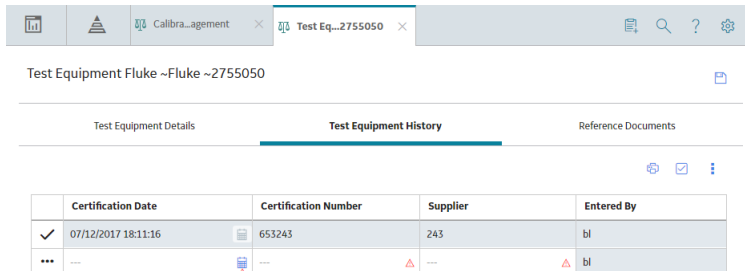 Calibra...agement
Test Eq...2755050
Test Equipment Fluke ~Fluke ~2755050
Test Equipment Details
Test Equipment History
Reference Documents
Certification Date Certification Number Supplier Entered By
07/12/2017 18:11:16 653243 243 bl
--- --- --- bl